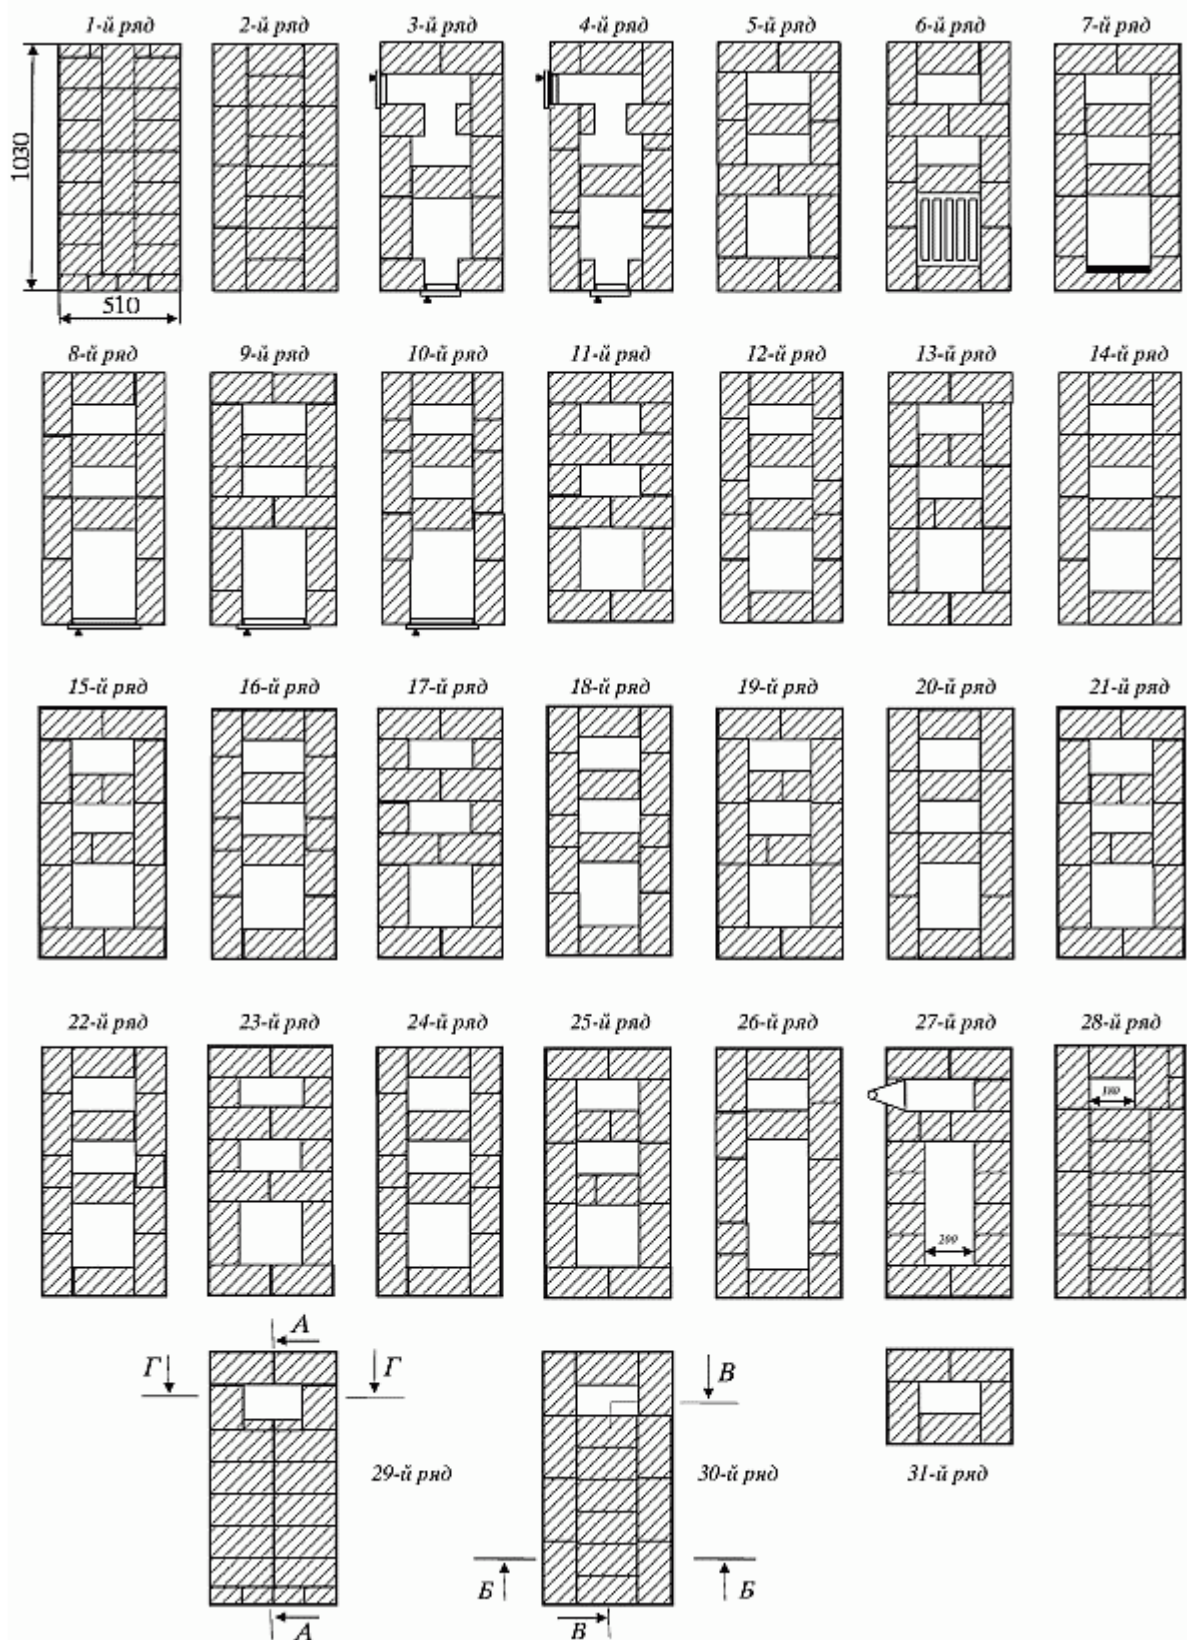 1-й ряд 2-й ряд 3-й ряд 4-й ряд 5-й ряд 6-й ряд 7-й ряд
1030
510
8-й ряд 9-й ряд 10-й ряд 11-й ряд 12-й ряд 13-й ряд 14-й ряд
15-й ряд 16-й ряд 17-й ряд 18-й ряд 19-й ряд 20-й ряд 21-й ряд
22-й ряд 23-й ряд 24-й ряд 25-й ряд 26-й ряд 27-й ряд 28-й ряд
180
200
А
Г Г В
29-й ряд 30-й ряд 31-й ряд
Б Б
А В